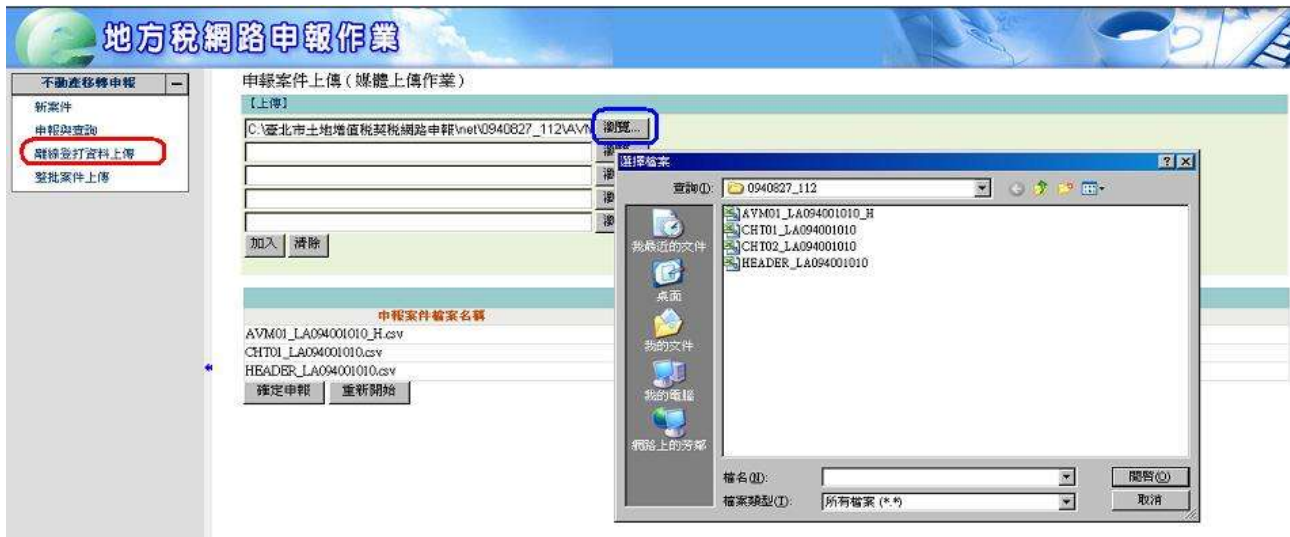 地方稅網路申報作業
不動產移轉申報
新案件
申報與查詢
離線登打資料上傳
整批案件上傳
申報案件上傳(媒體上傳作業)
【上傳】
C:\臺北市土地增值稅契稅網路申報\net\0940827_112\AVM
瀏覽...
加入
清除
申報案件檔案名稱
AVM01_LA094001010_H.csv
CHT01_LA094001010.csv
HEADER_LA094001010.csv
確定申報
重新開始
選擇檔案
查詢(I):
0940827_112
AVM01_LA094001010_H
CHT01_LA094001010
CHT02_LA094001010
HEADER_LA094001010
我最近的文件
桌面
我的文件
我的電腦
網路上的芳鄰
檔名(N):
開啟(O)
檔案類型(T):
所有檔案 (*.*)
取消